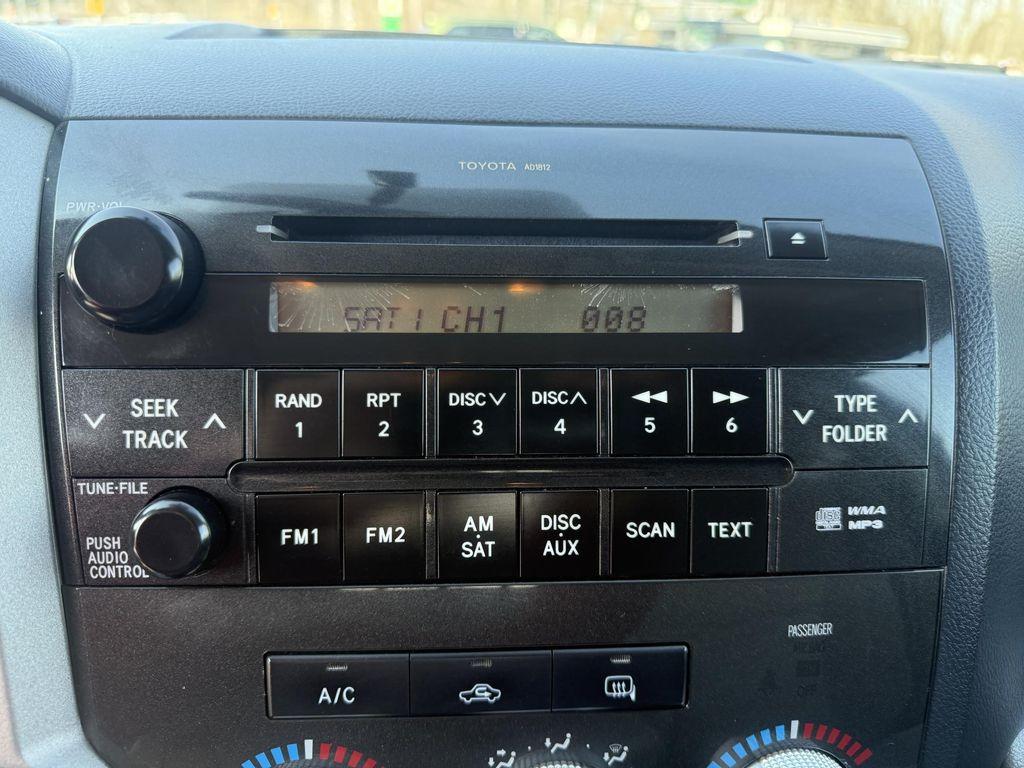 TOYOTA AD1812
PWR·VOL
SAT1 CH1 008
SEEK
TRACK
RAND
1
RPT
2
DISC
3
DISC
4
5
6
TYPE
FOLDER
TUNE·FILE
PUSH
AUDIO
CONTROL
FM1
FM2
AM
SAT
DISC
AUX
SCAN
TEXT
WMA
MP3
PASSENGER
OFF
A/C